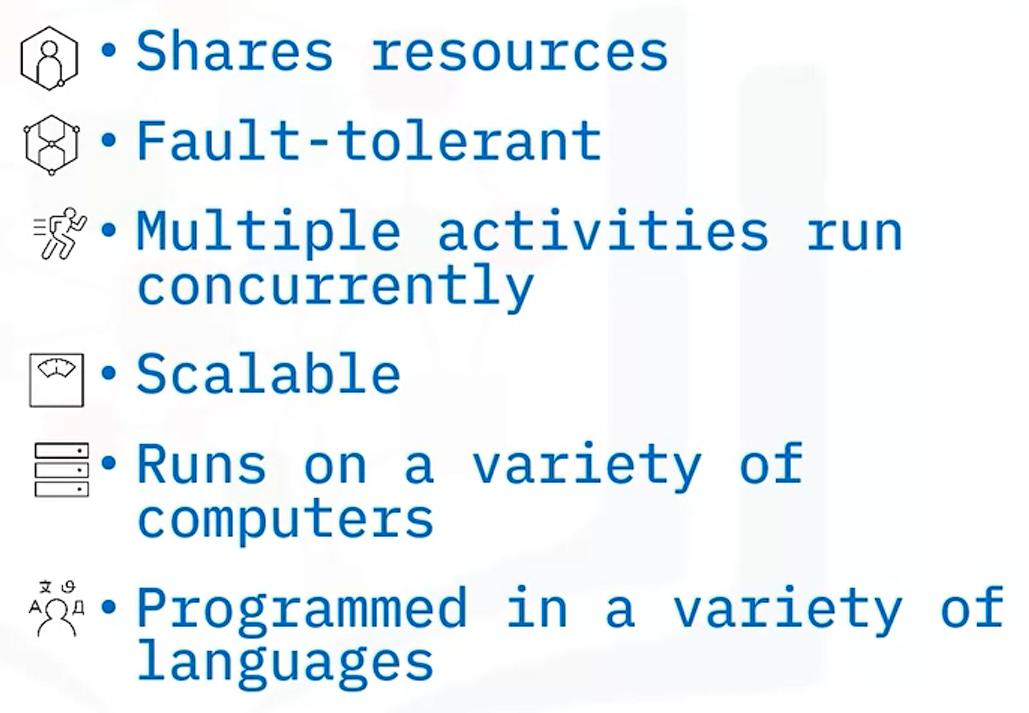 • Shares resources
• Fault-tolerant
• Multiple activities run
concurrently
• Scalable
• Runs on a variety of
computers
• Programmed in a variety of
languages